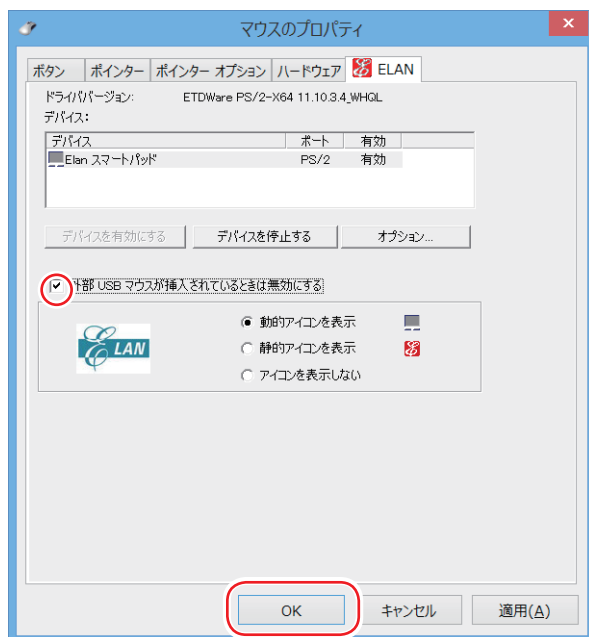 マウスのプロパティ
ボタン ポインター ポインター オプション ハードウェア ELAN
ドライババージョン: ETDWare PS/2-X64 11.10.3.4_WHQL
デバイス:
デバイス ポート 有効
Elan スマートパッド PS/2 有効
デバイスを有効にする デバイスを停止する オプション...
外部 USB マウスが挿入されているときは無効にする
動的アイコンを表示
ELAN 静的アイコンを表示
アイコンを表示しない
OK キャンセル 適用(A)